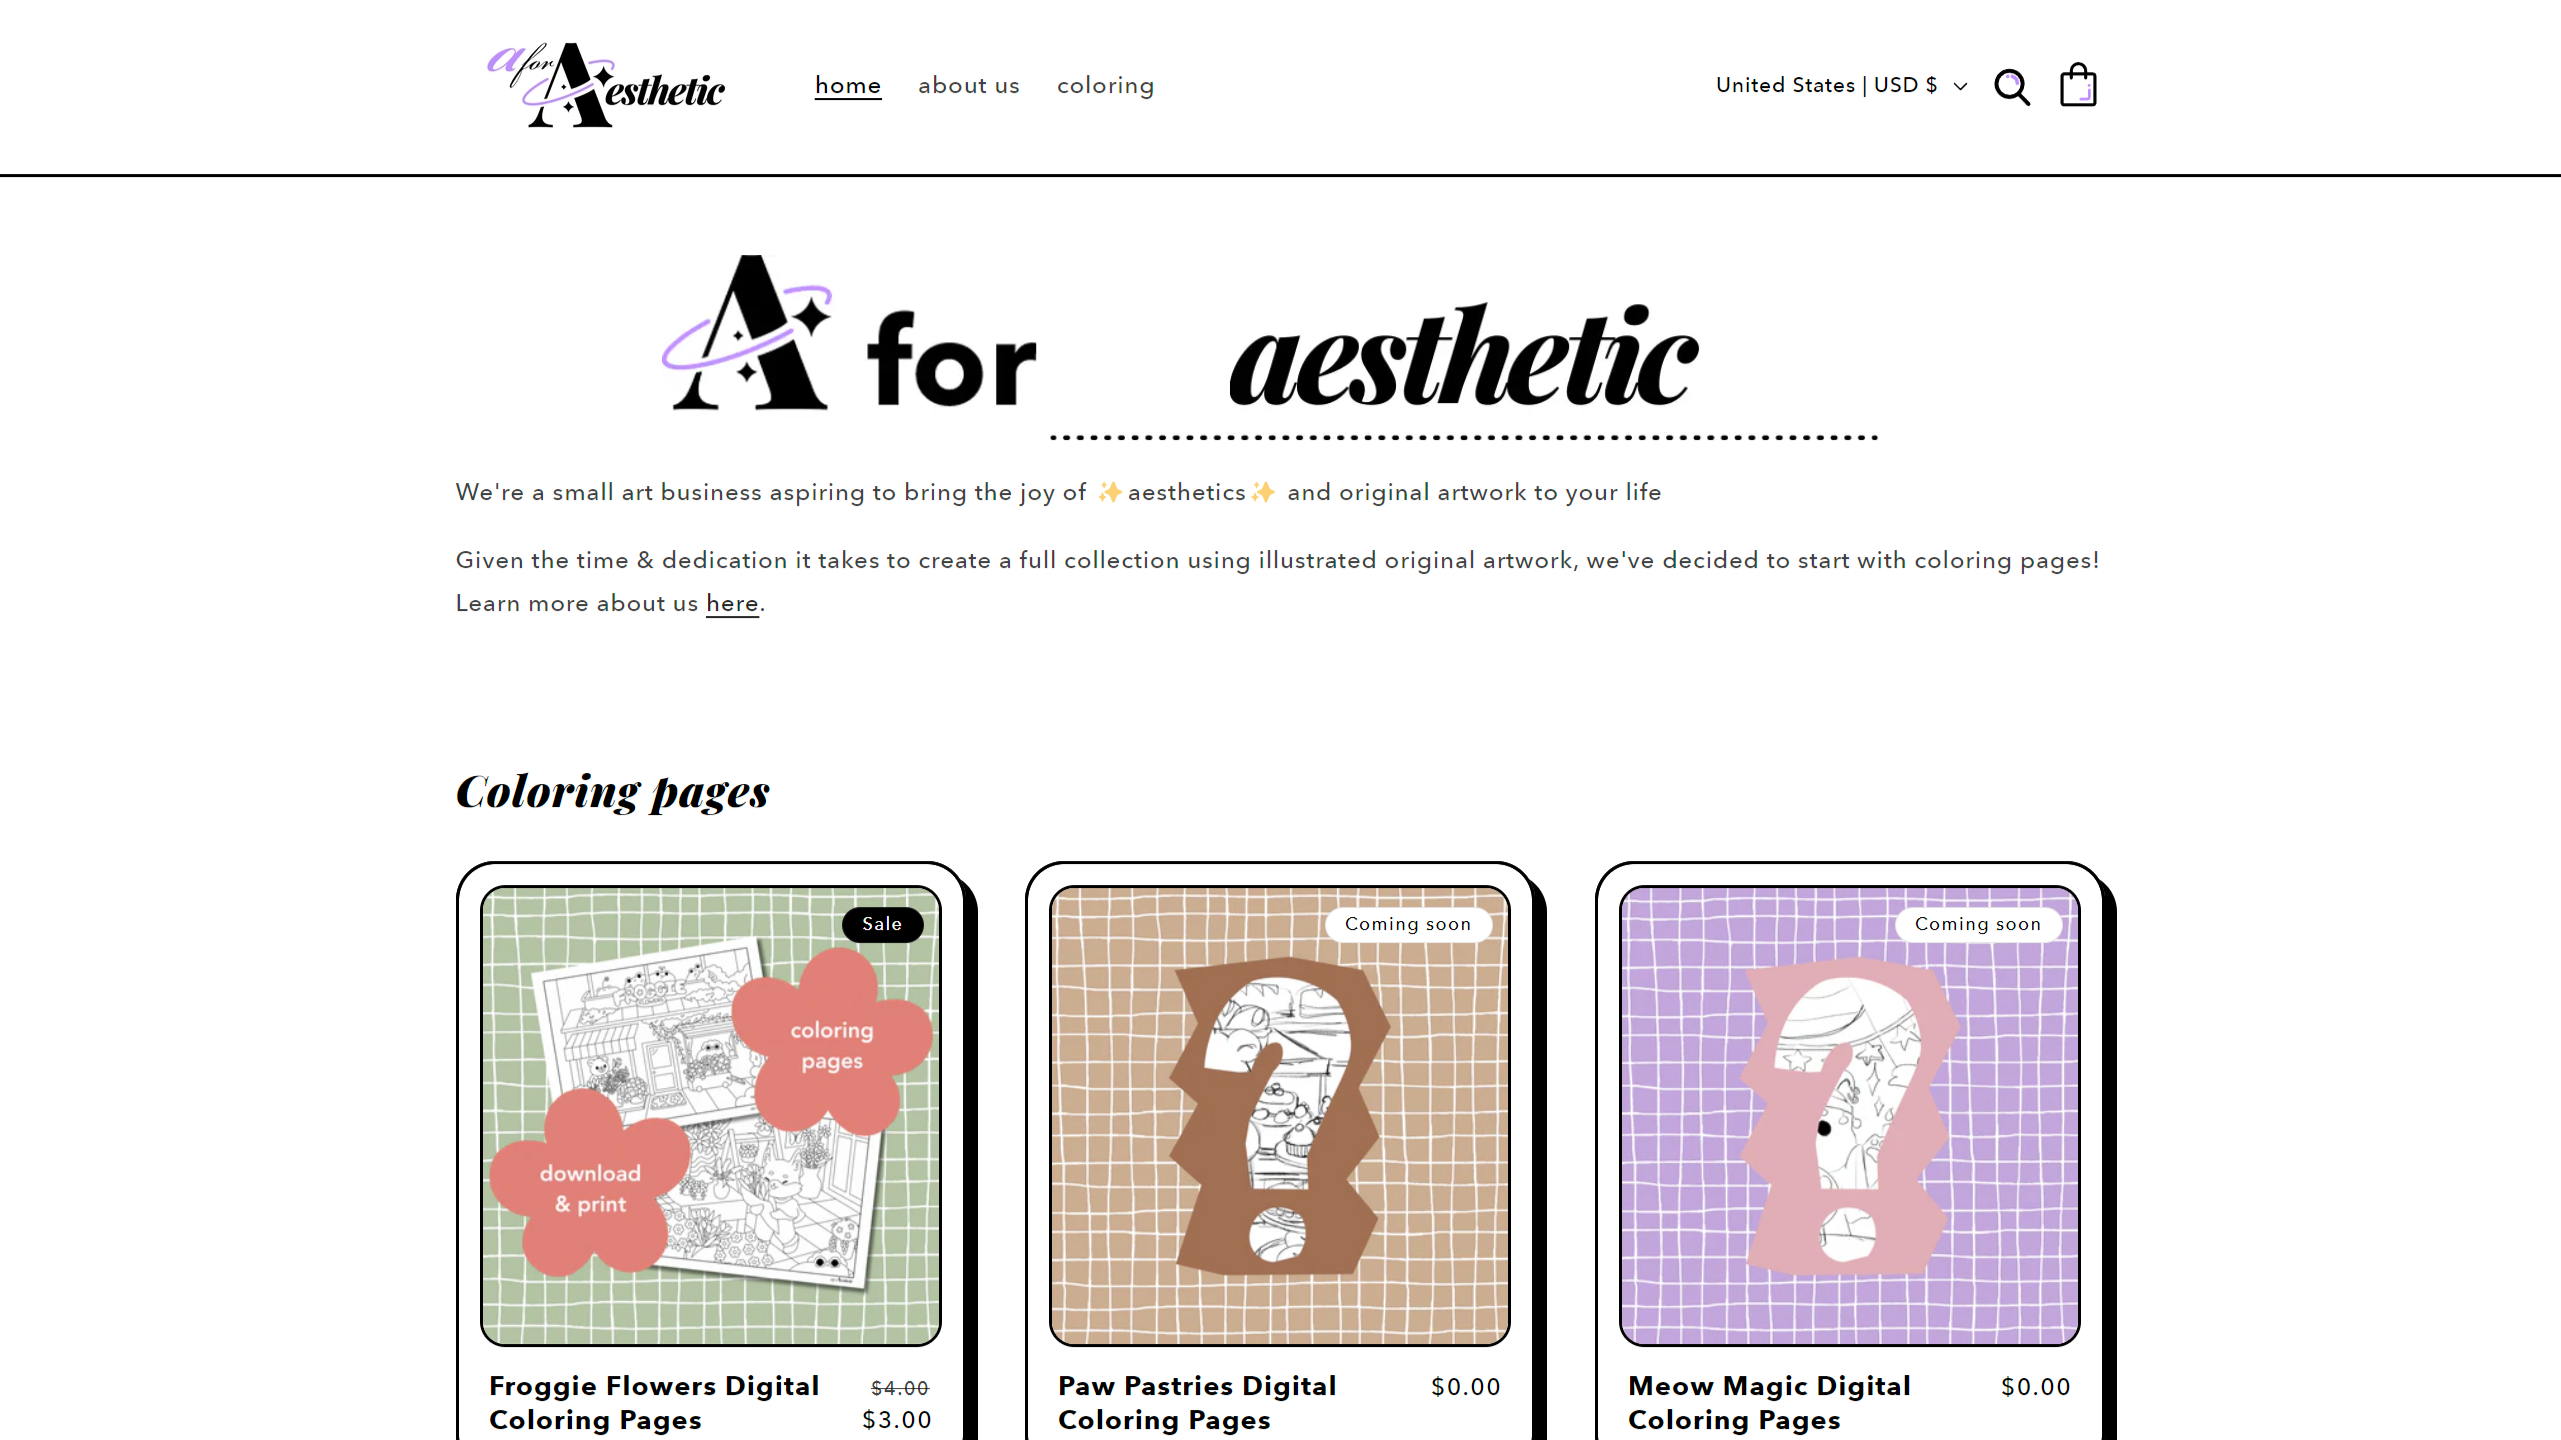 a for Aesthetic
home about us coloring
United States | USD $
A for aesthetic
We're a small art business aspiring to bring the joy of ✨aesthetics✨ and original artwork to your life
Given the time & dedication it takes to create a full collection using illustrated original artwork, we've decided to start with coloring pages!
Learn more about us here.
Coloring pages
Sale
coloring
pages
download
& print
Froggie Flowers Digital
Coloring Pages
$4.00
$3.00
Coming soon
Paw Pastries Digital
Coloring Pages
$0.00
Coming soon
Meow Magic Digital
Coloring Pages
$0.00